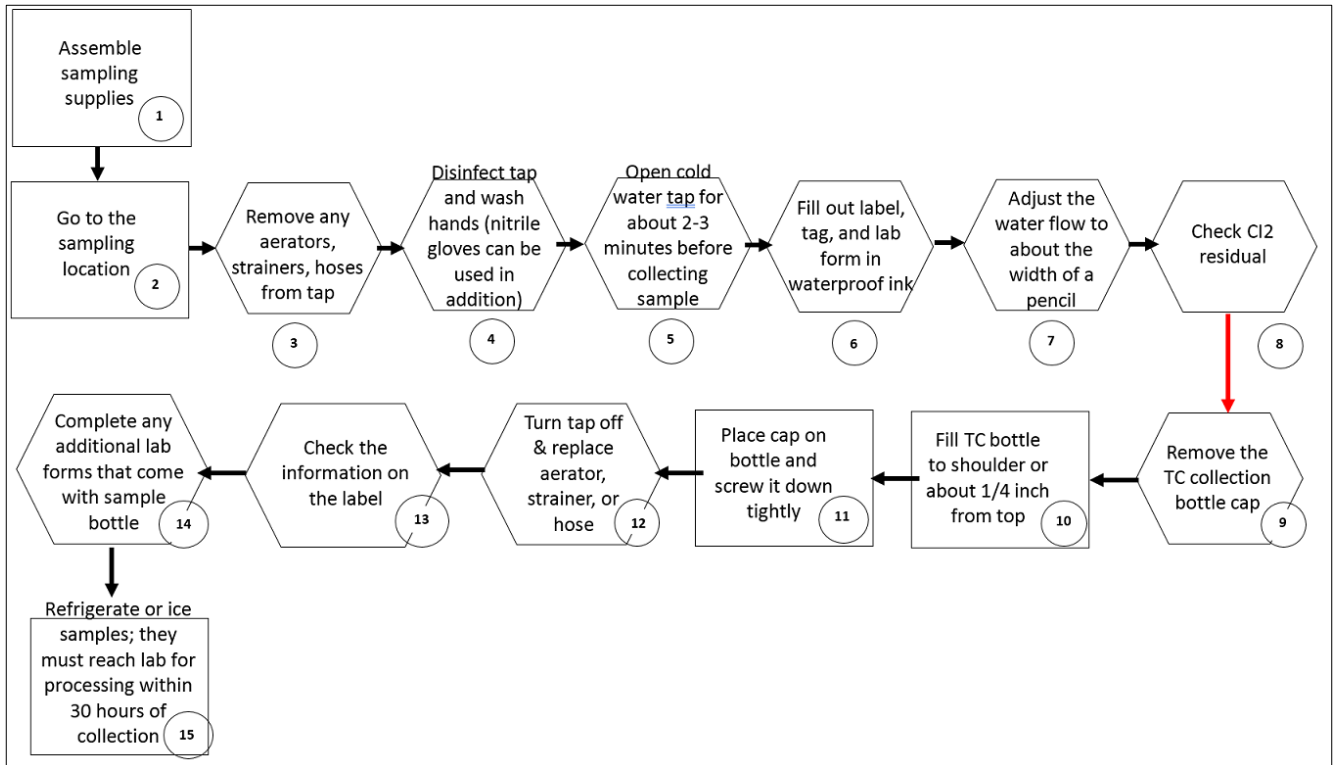 Assemble
sampling
supplies
1
Go to the
sampling
location
2
Remove any
aerators,
strainers, hoses
from tap
3
Disinfect tap
and wash
hands (nitrile
gloves can be
used in
addition)
4
Open cold
water tap for
about 2-3
minutes before
collecting
sample
5
Fill out label,
tag, and lab
form in
waterproof ink
6
Adjust the
water flow to
about the
width of a
pencil
7
Check Cl2
residual
8
Remove the
TC collection
bottle cap
9
Fill TC bottle
to shoulder or
about 1/4 inch
from top
10
Place cap on
bottle and
screw it down
tightly
11
Turn tap off
& replace
aerator,
strainer, or
hose
12
Check the
information on
the label
13
Complete any
additional lab
forms that come
with sample
bottle
14
Refrigerate or ice
samples; they
must reach lab for
processing within
30 hours of
collection
15